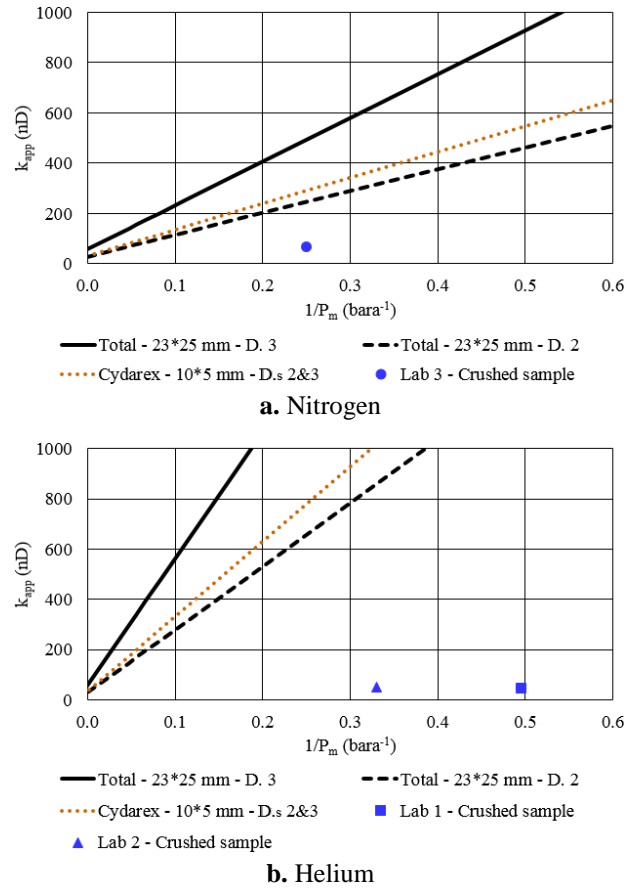 1000
800
600
400
200
0
k_app (nD)
0.0 0.1 0.2 0.3 0.4 0.5 0.6
1/P_m (bara⁻¹)
Total - 23*25 mm - D. 3 Total - 23*25 mm - D. 2
Cydarex - 10*5 mm - D.s 2&3 Lab 3 - Crushed sample
a. Nitrogen
1000
800
600
400
200
0
k_app (nD)
0.0 0.1 0.2 0.3 0.4 0.5 0.6
1/P_m (bara⁻¹)
Total - 23*25 mm - D. 3 Total - 23*25 mm - D. 2
Cydarex - 10*5 mm - D.s 2&3 Lab 1 - Crushed sample
Lab 2 - Crushed sample
b. Helium